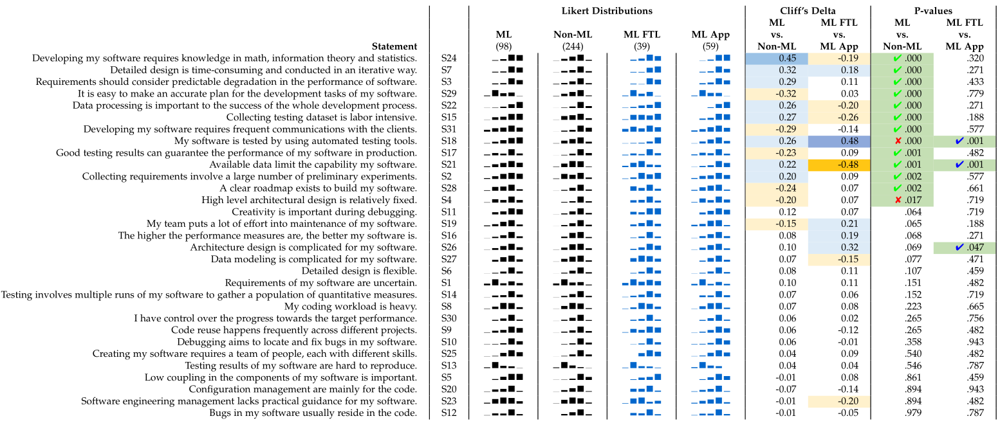 Likert Distributions Cliff's Delta P-values
ML ML FTL ML ML FTL
ML Non-ML ML FTL ML App vs. vs. vs. vs.
Statement (98) (244) (39) (59) Non-ML ML App Non-ML ML App
Developing my software requires knowledge in math, information theory and statistics. S24 0.45 -0.19 ✔ .000 .320
Detailed design is time-consuming and conducted in an iterative way. S7 0.32 0.18 ✔ .000 .271
Requirements should consider predictable degradation in the performance of software. S3 0.29 0.11 ✔ .000 .433
It is easy to make an accurate plan for the development tasks of my software. S29 -0.32 0.03 ✔ .000 .779
Data processing is important to the success of the whole development process. S22 0.26 -0.20 ✔ .000 .271
Collecting testing dataset is labor intensive. S15 0.27 -0.26 ✔ .000 .188
Developing my software requires frequent communications with the clients. S31 -0.29 -0.14 ✔ .000 .577
My software is tested by using automated testing tools. S18 0.26 0.48 ✘ .000 ✔ .001
Good testing results can guarantee the performance of my software in production. S17 -0.23 0.09 ✔ .001 .482
Available data limit the capability my software. S21 0.22 -0.48 ✔ .001 ✔ .001
Collecting requirements involve a large number of preliminary experiments. S2 0.20 0.09 ✔ .002 .577
A clear roadmap exists to build my software. S28 -0.24 0.07 ✔ .002 .661
High level architectural design is relatively fixed. S4 -0.20 0.07 ✘ .017 .719
Creativity is important during debugging. S11 0.12 0.07 .064 .719
My team puts a lot of effort into maintenance of my software. S19 -0.15 0.21 .065 .188
The higher the performance measures are, the better my software is. S16 0.08 0.19 .068 .271
Architecture design is complicated for my software. S26 0.10 0.32 .069 ✔ .047
Data modeling is complicated for my software. S27 0.07 -0.15 .077 .471
Detailed design is flexible. S6 0.08 0.11 .107 .459
Requirements of my software are uncertain. S1 0.10 0.11 .151 .482
Testing involves multiple runs of my software to gather a population of quantitative measures. S14 0.07 0.06 .152 .719
My coding workload is heavy. S8 0.07 0.08 .223 .665
I have control over the progress towards the target performance. S30 0.06 0.02 .265 .756
Code reuse happens frequently across different projects. S9 0.06 -0.12 .265 .482
Debugging aims to locate and fix bugs in my software. S10 0.06 -0.01 .358 .943
Creating my software requires a team of people, each with different skills. S25 0.04 0.09 .540 .482
Testing results of my software are hard to reproduce. S13 0.04 0.04 .546 .787
Low coupling in the components of my software is important. S5 -0.01 0.08 .861 .459
Configuration management are mainly for the code. S20 -0.07 -0.14 .894 .943
Software engineering management lacks practical guidance for my software. S23 -0.01 -0.20 .894 .482
Bugs in my software usually reside in the code. S12 -0.01 -0.05 .979 .787